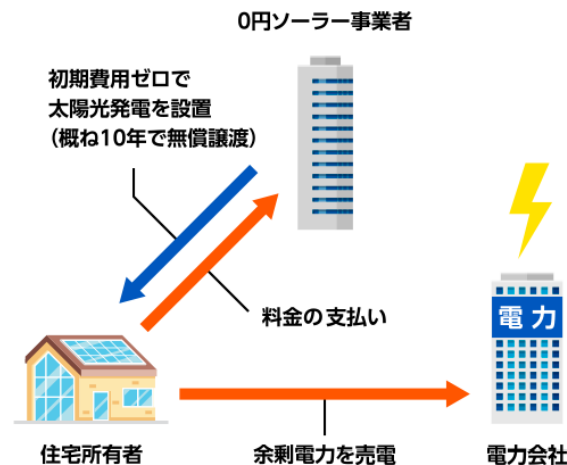 0円ソーラー事業者
初期費用ゼロで
太陽光発電を設置
（概ね10年で無償譲渡）
料金の支払い
電力
住宅所有者
余剰電力を売電
電力会社